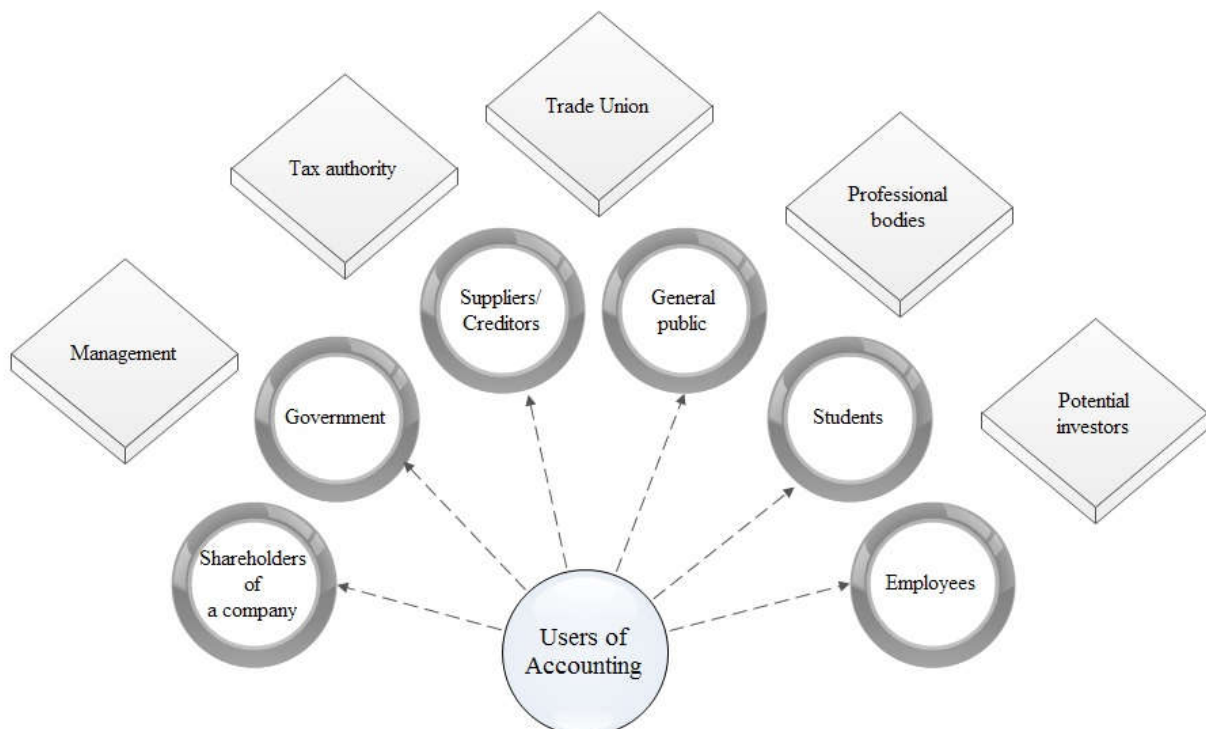 Trade Union
Tax authority
Professional
bodies
Management
Suppliers/
Creditors
General
public
Government
Students
Potential
investors
Shareholders
of
a company
Employees
Users of
Accounting